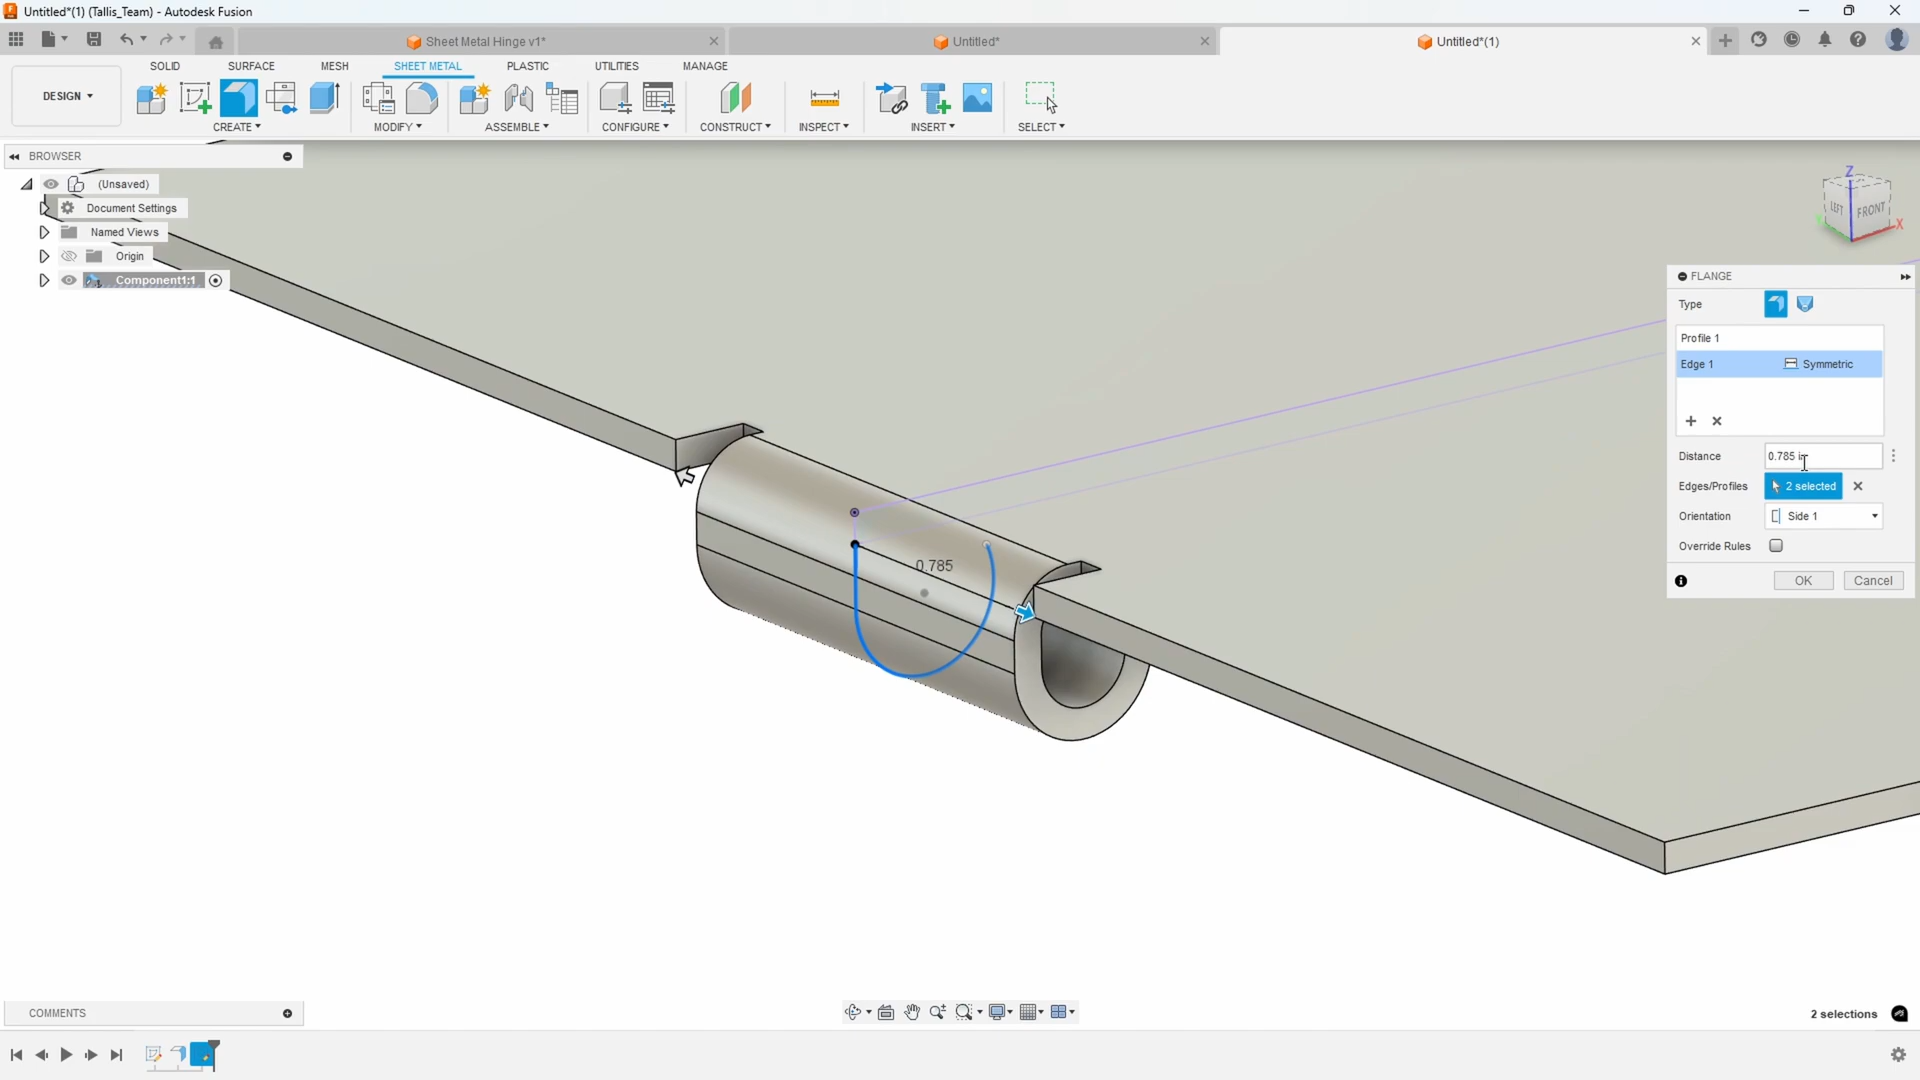 Untitled*(1) (Tallis_Team) - Autodesk Fusion
Sheet Metal Hinge v1*
Untitled*
Untitled*(1)
SOLID SURFACE MESH SHEET METAL PLASTIC UTILITIES MANAGE
DESIGN
CREATE MODIFY ASSEMBLE CONFIGURE CONSTRUCT INSPECT INSERT SELECT
BROWSER
(Unsaved)
Document Settings
Named Views
Origin
Component1:1
Z
LEFT FRONT
X
FLANGE
Type
Profile 1
Edge 1 Symmetric
Distance 0.785 i
Edges/Profiles 2 selected
Orientation Side 1
Override Rules
OK Cancel
0.785
COMMENTS
2 selections